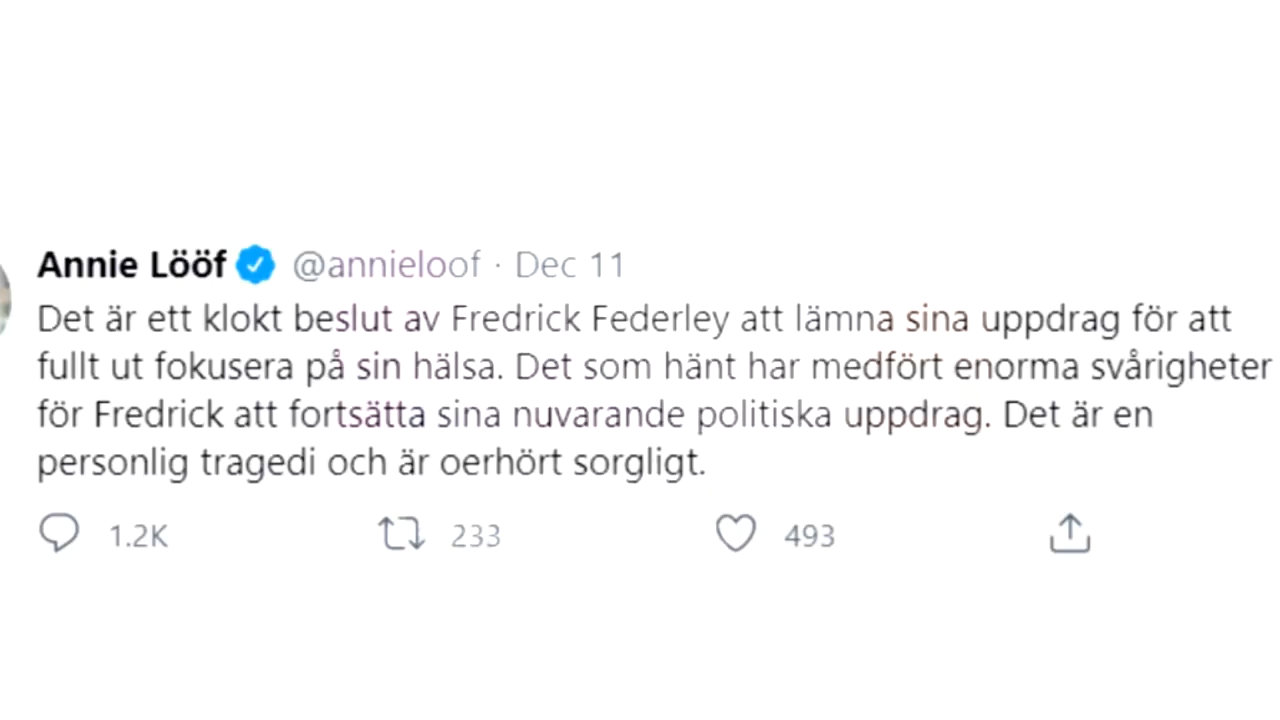 Annie Lööf @annieloof · Dec 11
Det är ett klokt beslut av Fredrick Federley att lämna sina uppdrag för att
fullt ut fokusera på sin hälsa. Det som hänt har medfört enorma svårigheter
för Fredrick att fortsätta sina nuvarande politiska uppdrag. Det är en
personlig tragedi och är oerhört sorgligt.
1.2K 233 493